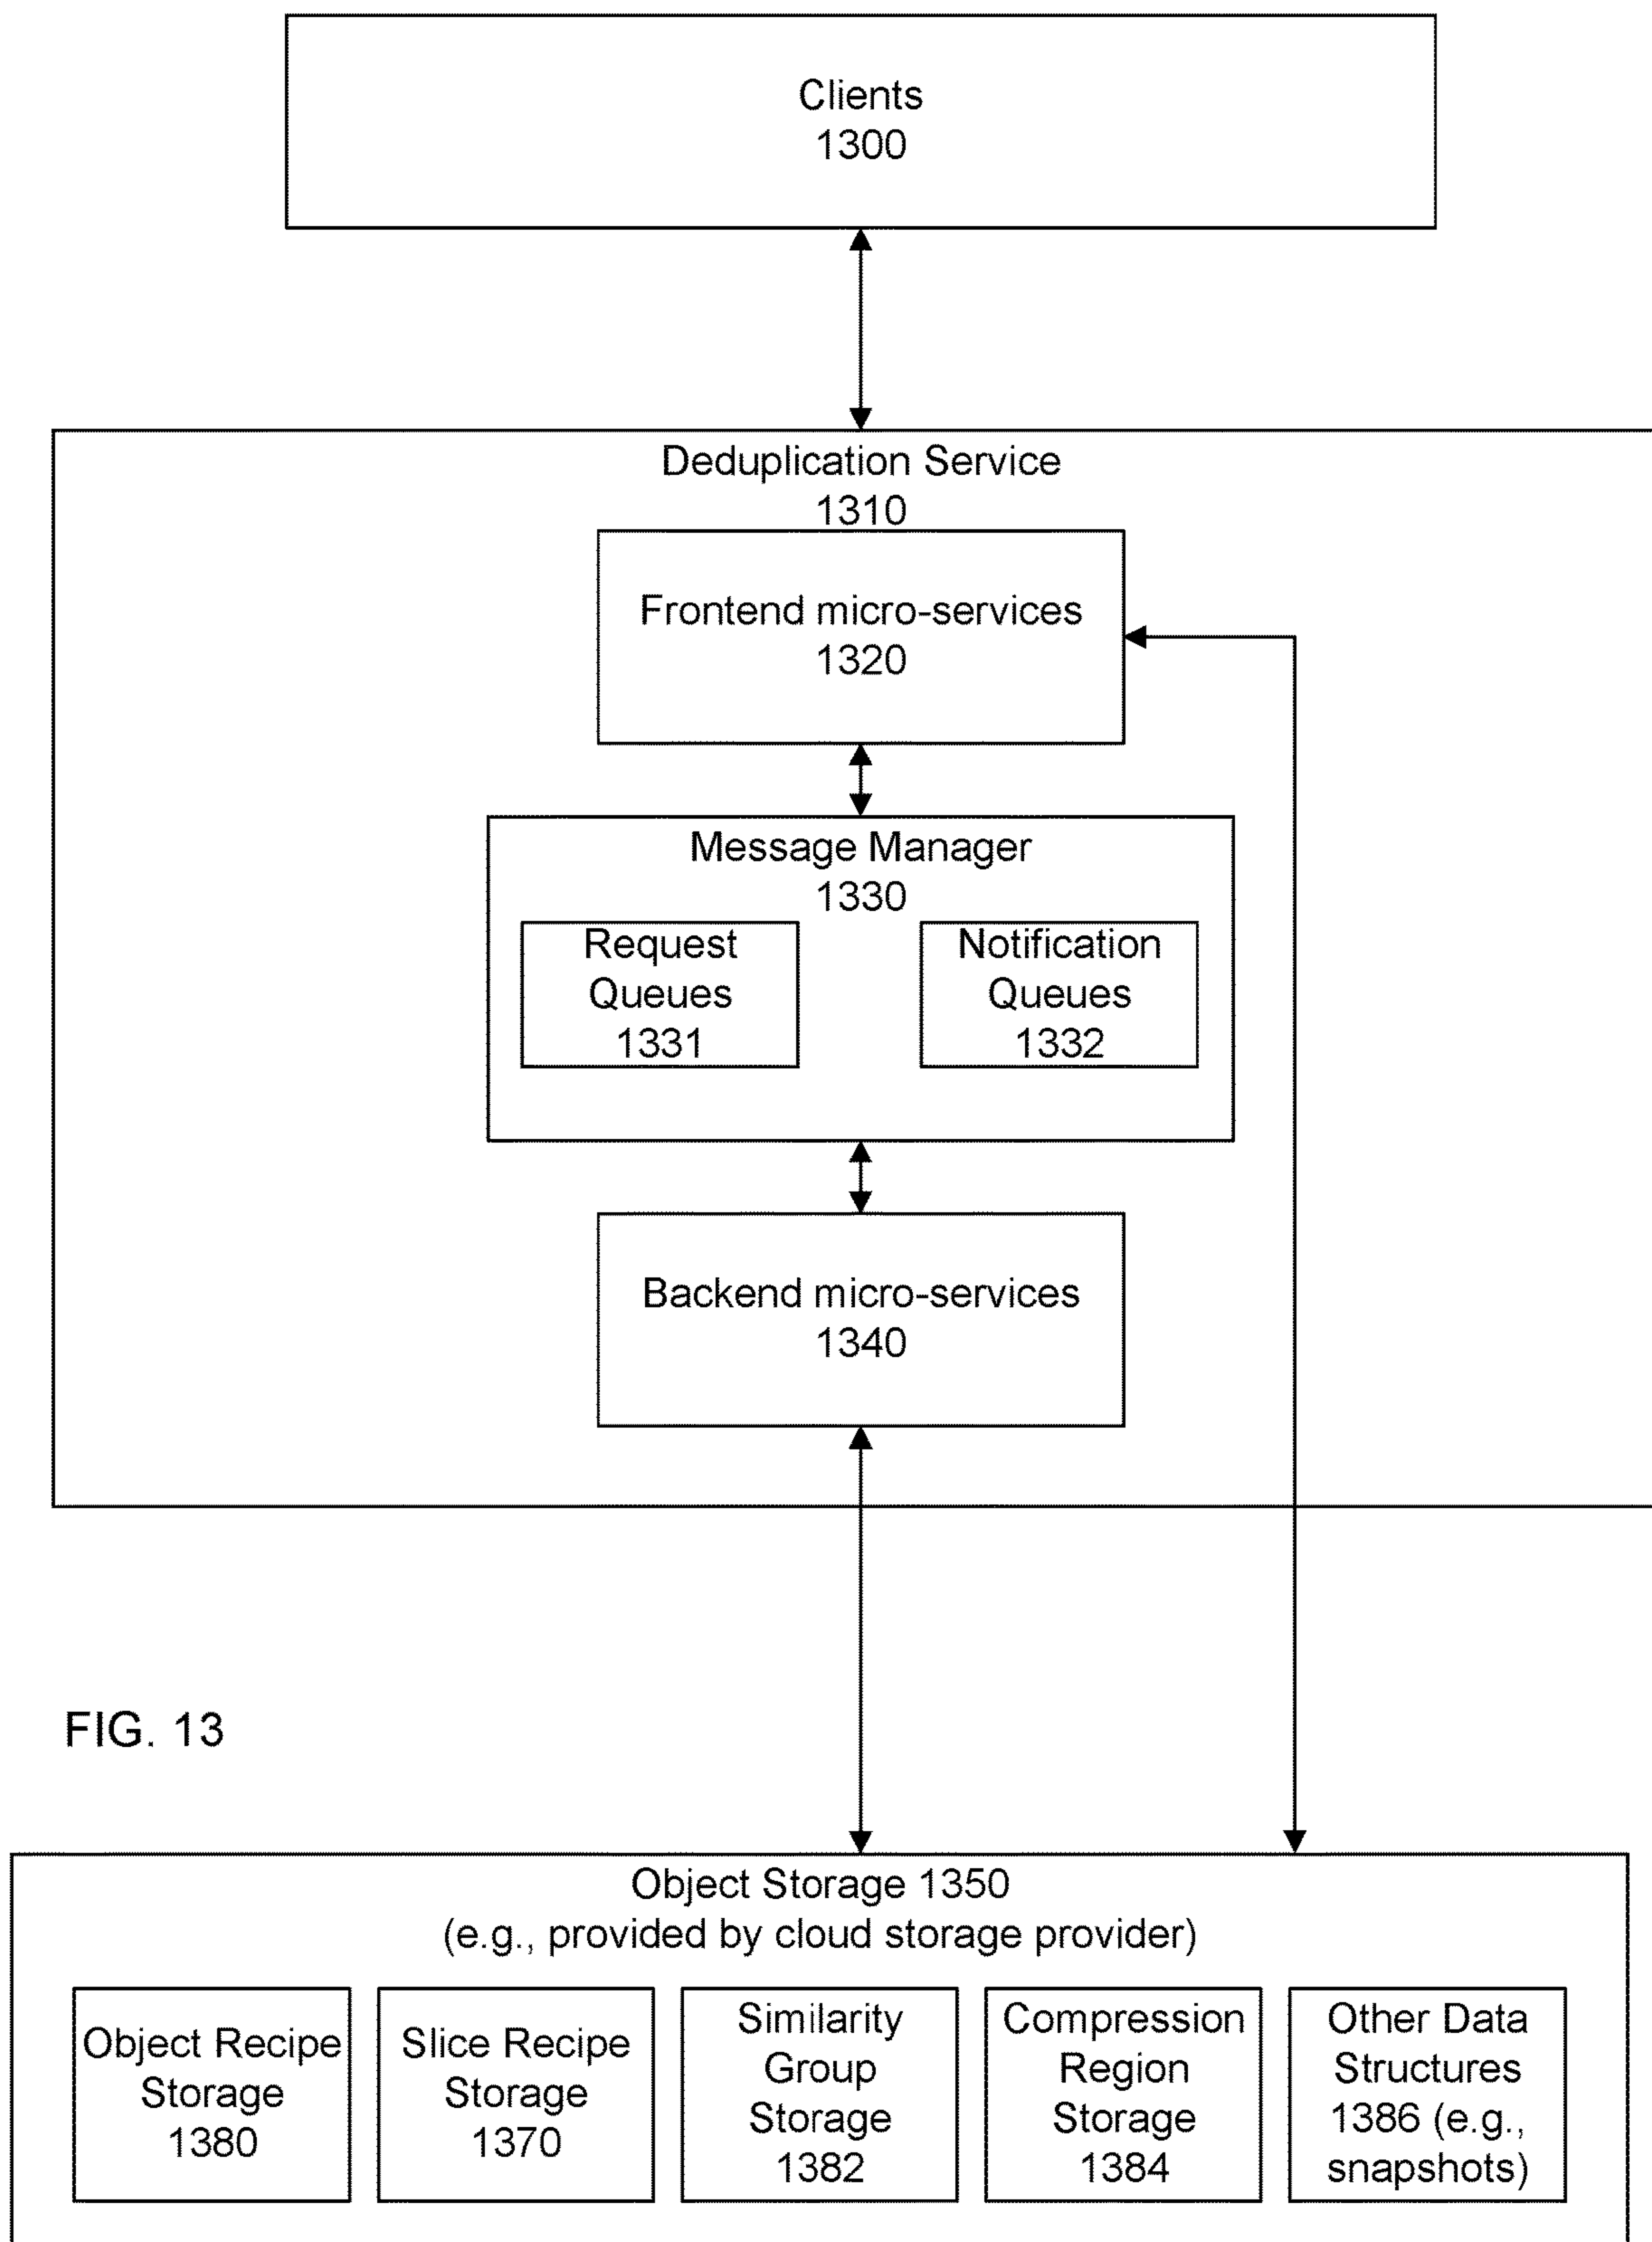 Clients
1300
Deduplication Service
1310
Frontend micro-services
1320
Message Manager
1330
Request
Queues
1331
Notification
Queues
1332
Backend micro-services
1340
FIG. 13
Object Storage 1350
(e.g., provided by cloud storage provider)
Object Recipe
Storage
1380
Slice Recipe
Storage
1370
Similarity
Group
Storage
1382
Compression
Region
Storage
1384
Other Data
Structures
1386 (e.g.,
snapshots)